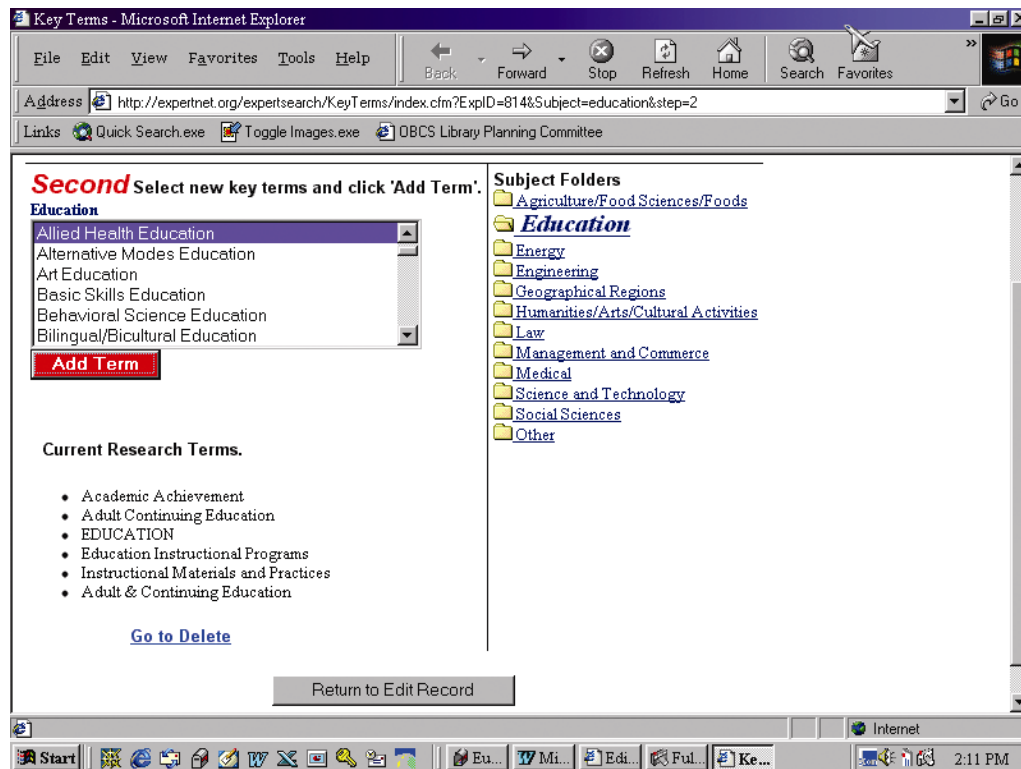 Key Terms - Microsoft Internet Explorer
File Edit View Favorites Tools Help
Back Forward Stop Refresh Home Search Favorites »
Address http://expertnet.org/expertsearch/KeyTerms/index.cfm?ExpID=814&Subject=education&step=2 Go
Links Quick Search.exe Toggle Images.exe OBCS Library Planning Committee
Second Select new key terms and click 'Add Term'.
Education
Allied Health Education
Alternative Modes Education
Art Education
Basic Skills Education
Behavioral Science Education
Bilingual/Bicultural Education
Add Term
Current Research Terms.
• Academic Achievement
• Adult Continuing Education
• EDUCATION
• Education Instructional Programs
• Instructional Materials and Practices
• Adult & Continuing Education
Go to Delete
Subject Folders
Agriculture/Food Sciences/Foods
Education
Energy
Engineering
Geographical Regions
Humanities/Arts/Cultural Activities
Law
Management and Commerce
Medical
Science and Technology
Social Sciences
Other
Return to Edit Record
Internet
Start Eu... Mi... Edi... Ful... Ke... 2:11 PM